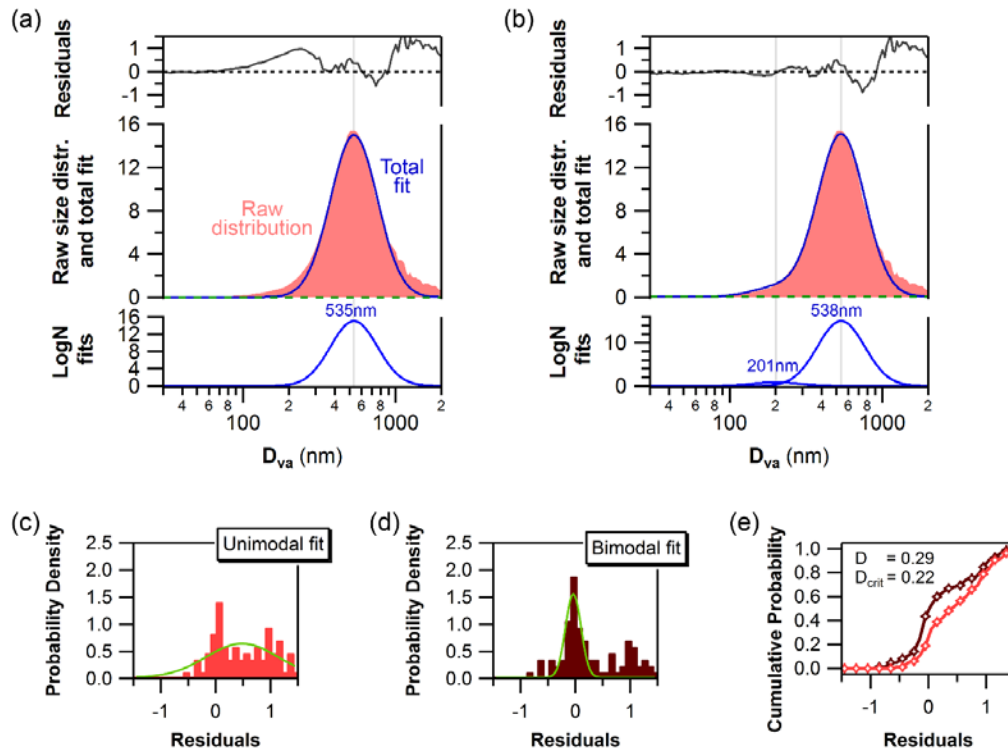 (a)
Residuals
1
0
-1
Raw size distr.
and total fit
16
12
8
4
0
Total
fit
Raw
distribution
LogN
fits
16
12
8
4
0
535nm
4 6 8 2 4 6 8 2
100 1000
Dva (nm)
(b)
Residuals
1
0
-1
Raw size distr.
and total fit
16
12
8
4
0
LogN
fits
10
0
538nm
201nm
4 6 8 2 4 6 8 2
100 1000
Dva (nm)
(c)
Unimodal fit
Probability Density
2.5
2.0
1.5
1.0
0.5
0.0
-1 0 1
Residuals
(d)
Bimodal fit
Probability Density
2.5
2.0
1.5
1.0
0.5
0.0
-1 0 1
Residuals
(e)
Cumulative Probability
1.0
0.8
0.6
0.4
0.2
0.0
D = 0.29
Dcrit = 0.22
-1 0 1
Residuals